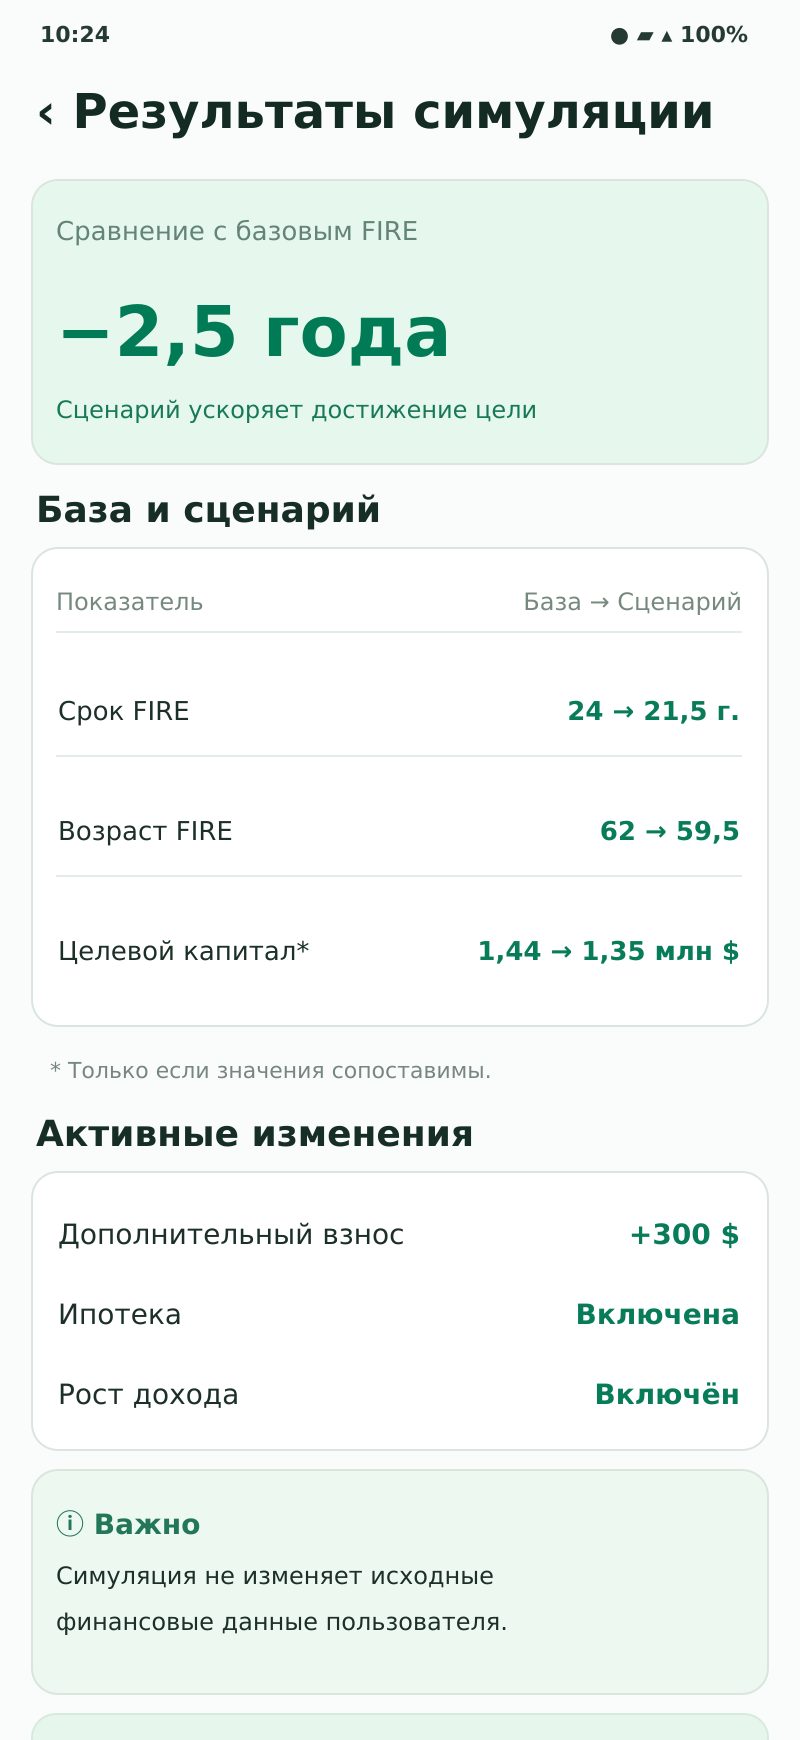 10:24 100%
‹ Результаты симуляции
Сравнение с базовым FIRE
−2,5 года
Сценарий ускоряет достижение цели
База и сценарий
Показатель База → Сценарий
Срок FIRE 24 → 21,5 г.
Возраст FIRE 62 → 59,5
Целевой капитал* 1,44 → 1,35 млн $
* Только если значения сопоставимы.
Активные изменения
Дополнительный взнос +300 $
Ипотека Включена
Рост дохода Включён
ⓘ Важно
Симуляция не изменяет исходные
финансовые данные пользователя.